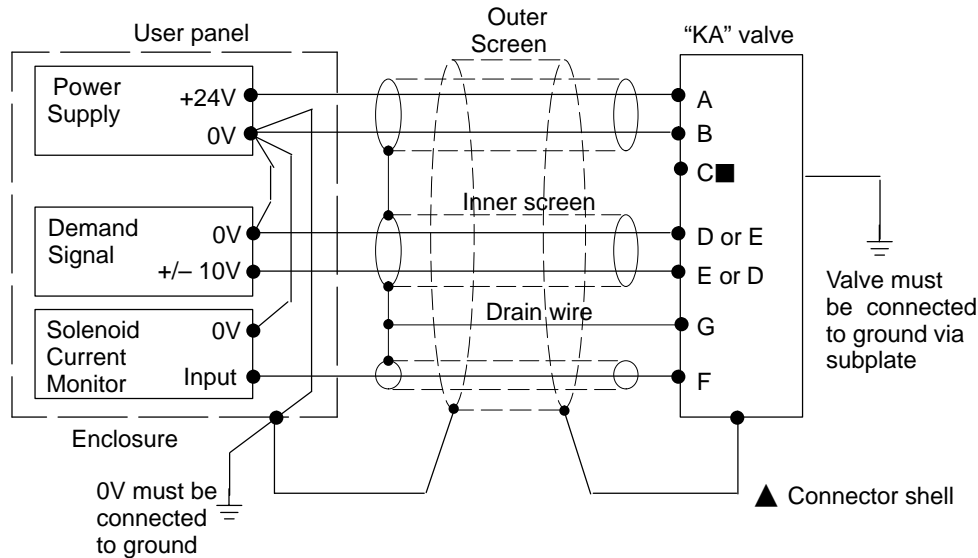 User panel
Outer
Screen
“KA” valve
Power
Supply
+24V
0V
A
B
C■
Inner screen
Demand
Signal
0V
+/– 10V
D or E
E or D
Drain wire
G
Solenoid
Current
Monitor
0V
Input
F
Valve must
be connected
to ground via
subplate
Enclosure
0V must be
connected
to ground
▲ Connector shell